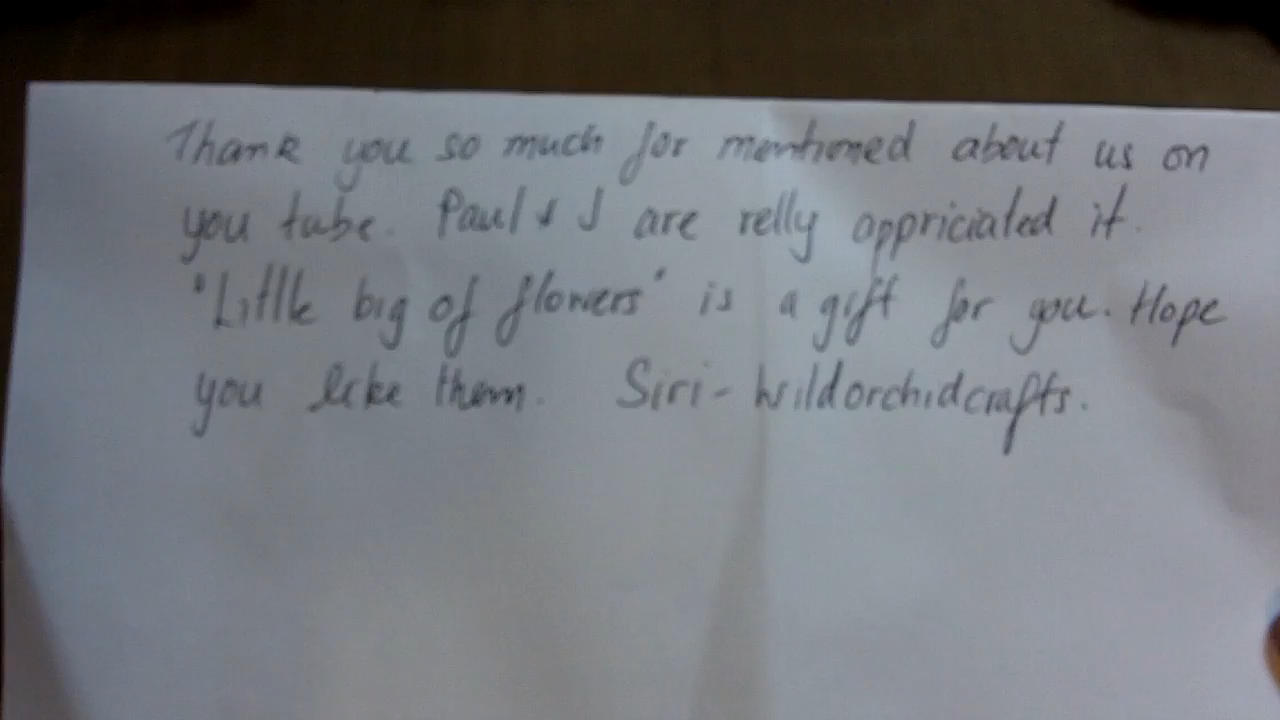 Thank you so much for mentioned about us on
you tube. Paul & J are relly appriciated it.
"Little big of flowers" is a gift for you. Hope
you like them. Siri - Wildorchidcrafts.